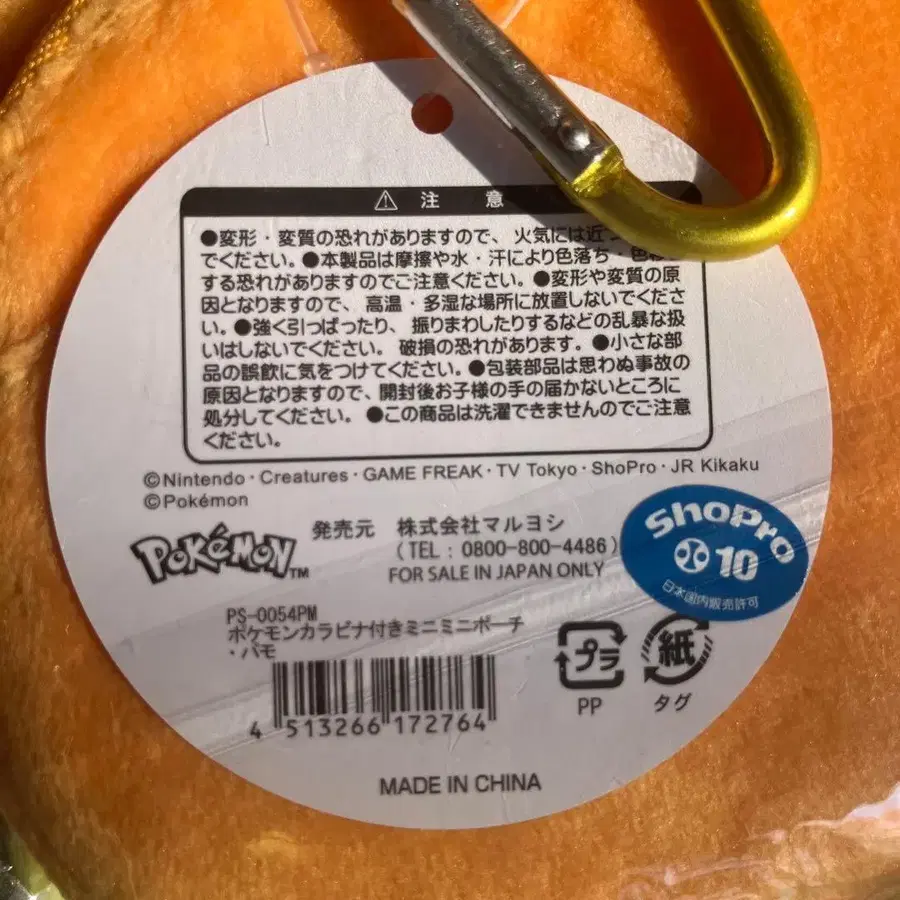 注 意
●変形・変質の恐れがありますので、火気には近
でください。●本製品は摩擦や水・汗により色落ち・色移
する恐れがありますのでご注意ください。●変形や変質の原
因となりますので、高温・多湿な場所に放置しないでくださ
い。●強く引っぱったり、振りまわしたりするなどの乱暴な扱
いはしないでください。破損の恐れがあります。●小さな部
品の誤飲に気をつけてください。●包装部品は思わぬ事故の
原因となりますので、開封後お子様の手の届かないところに
処分してください。●この商品は洗濯できませんのでご注意
ください。
©Nintendo・Creatures・GAME FREAK・TV Tokyo・ShoPro・JR Kikaku
©Pokémon
POKéMON™
発売元 株式会社マルヨシ
(TEL:0800-800-4486)
FOR SALE IN JAPAN ONLY
ShoPro
10
日本国内販売許可
PS-0054PM
ポケモンカラビナ付きミニミニポーチ
・パモ
プラ
PP
紙
タグ
4 513266 172764
MADE IN CHINA